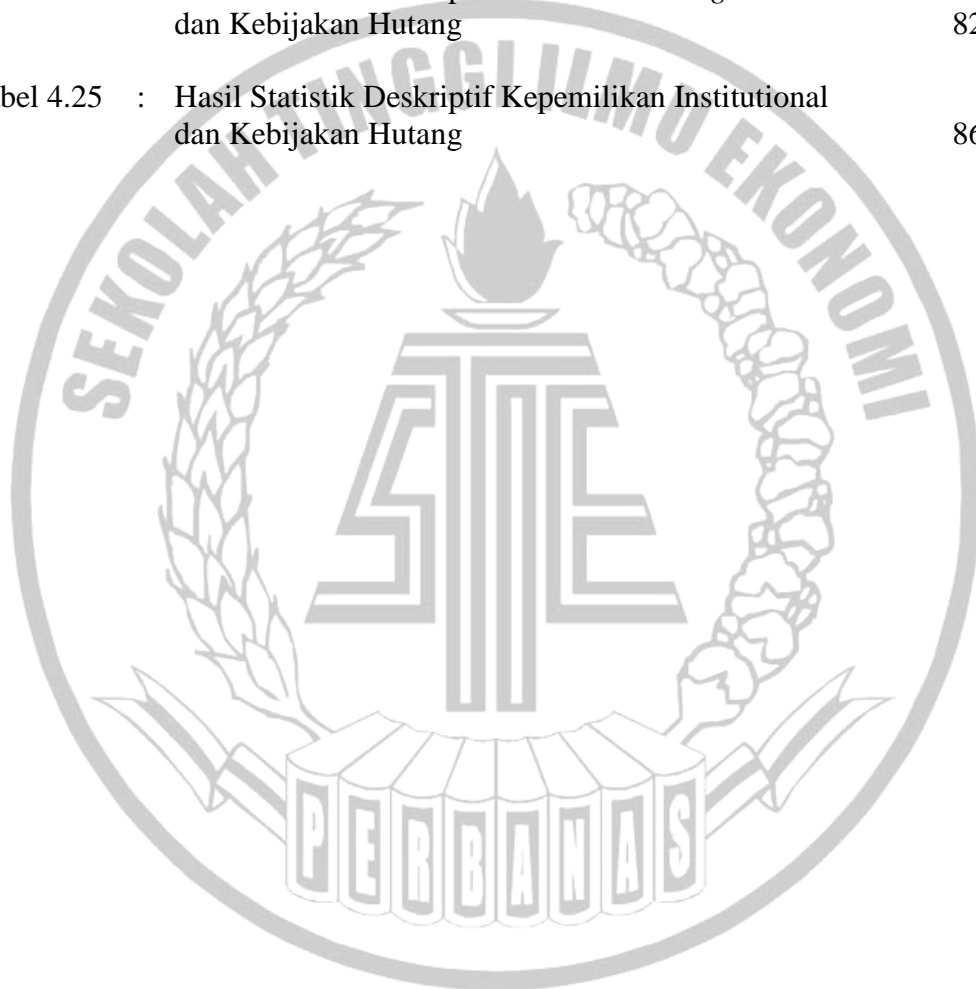 dan Kebijakan Hutang 82
bel 4.25 : Hasil Statistik Deskriptif Kepemilikan Institutional
dan Kebijakan Hutang 86
SEKOLAH TINGGI ILMU EKONOMI
STIE
PERBANAS